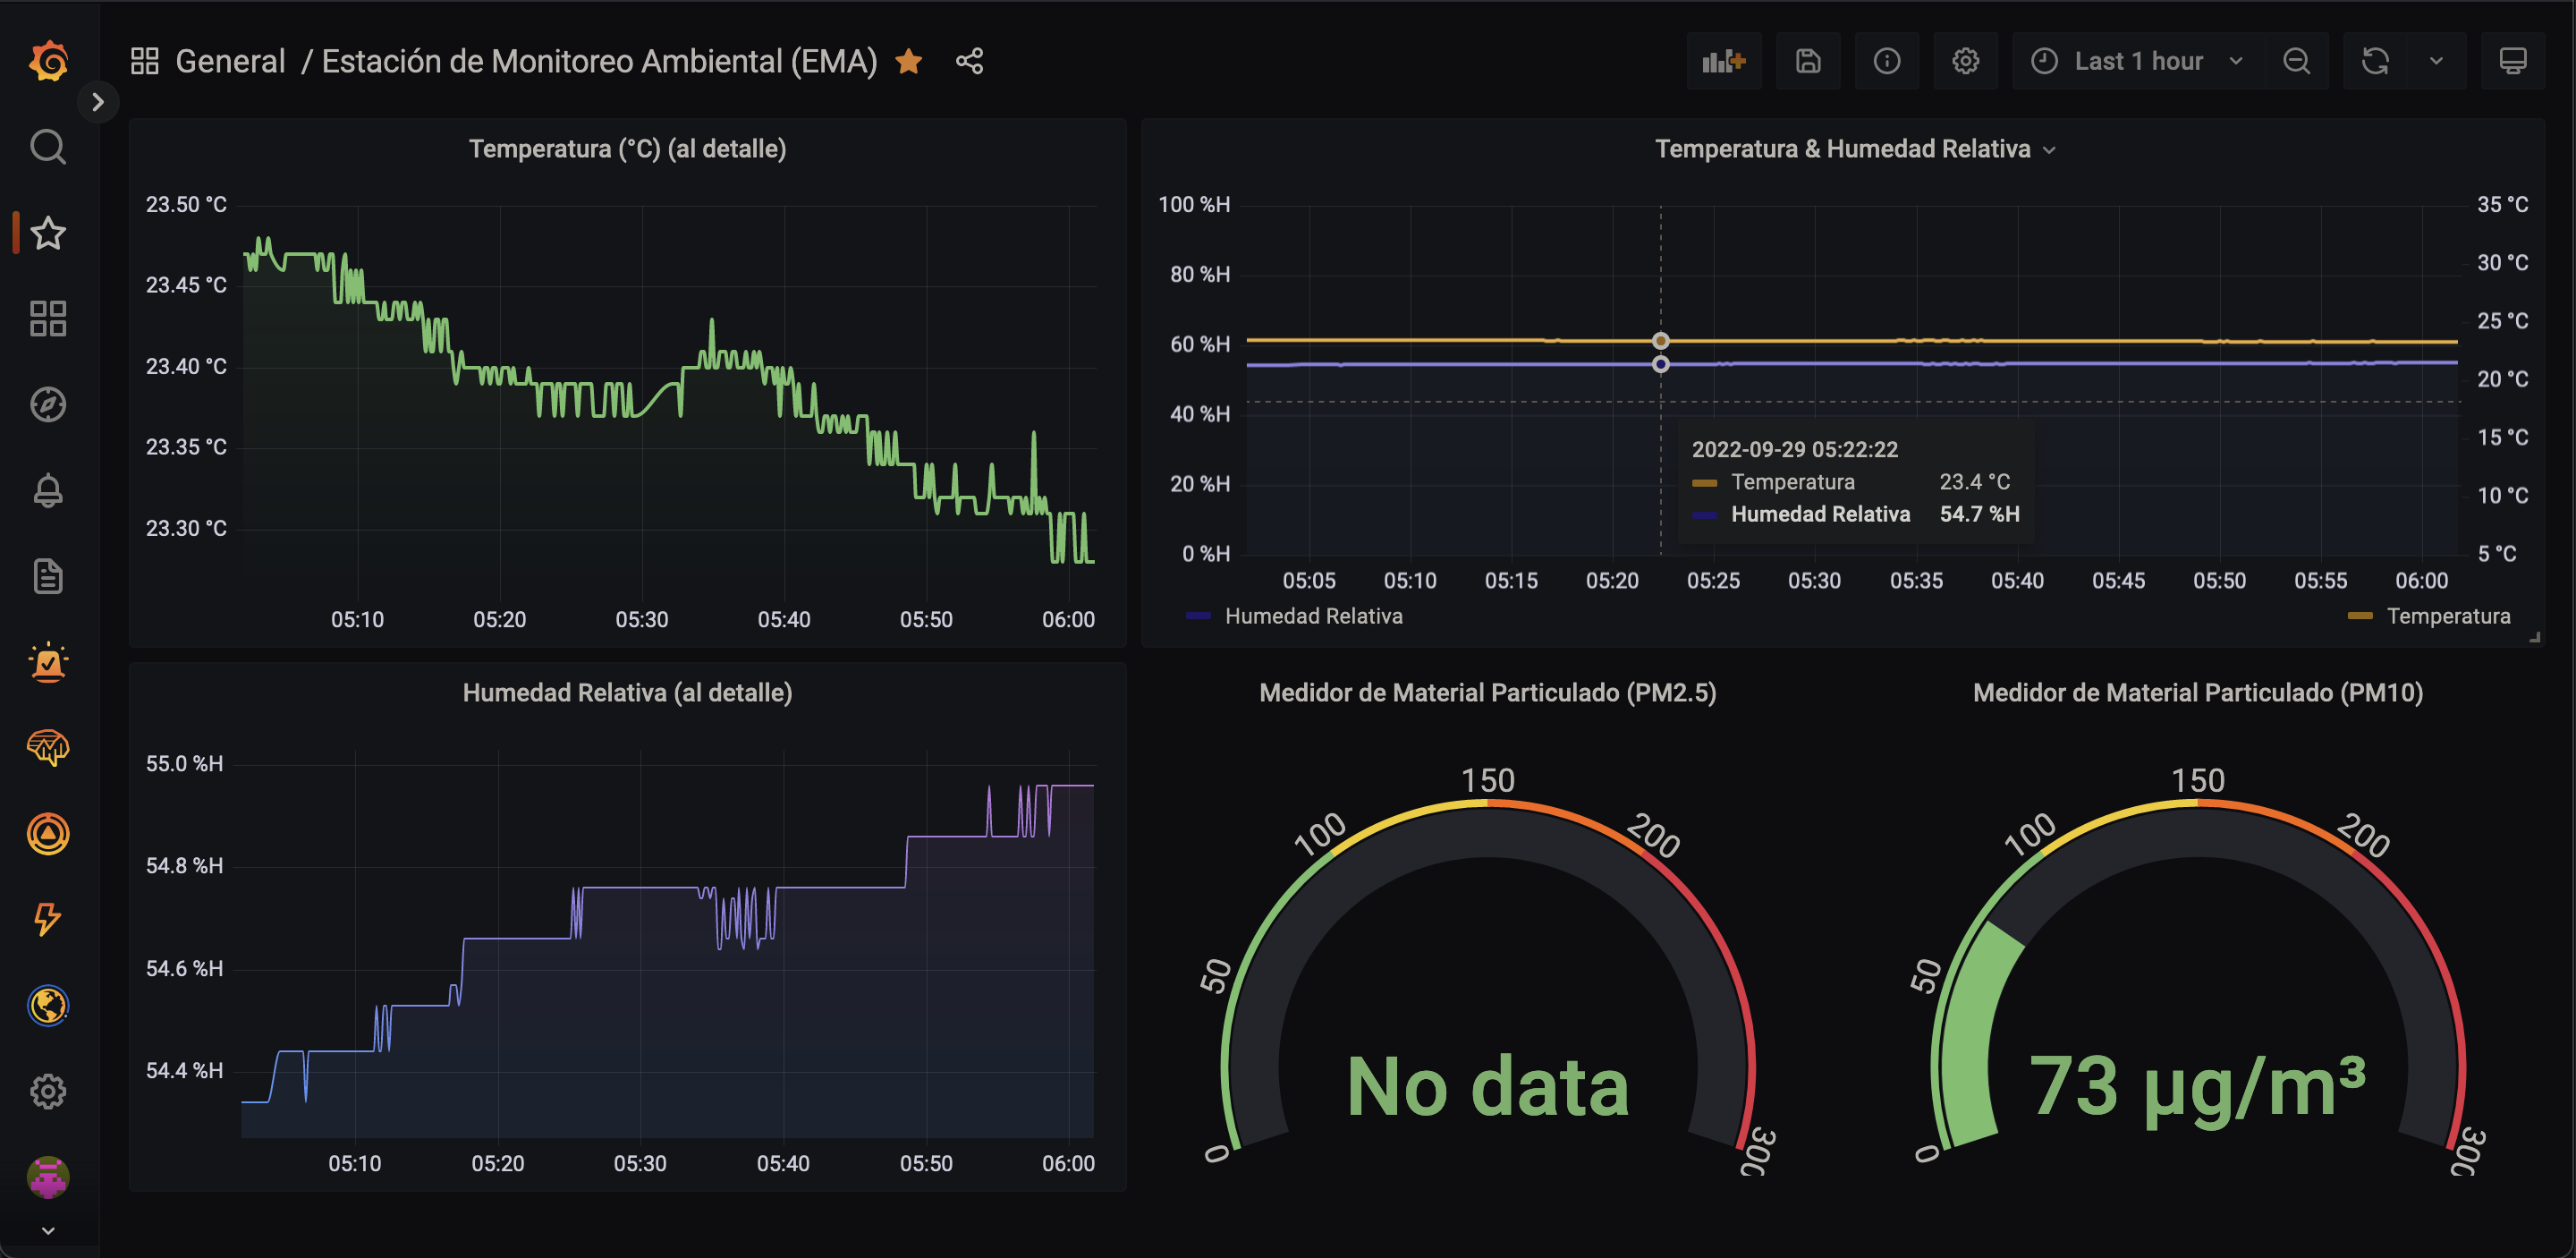 General / Estación de Monitoreo Ambiental (EMA)
Last 1 hour
Temperatura (°C) (al detalle)
23.50 °C
23.45 °C
23.40 °C
23.35 °C
23.30 °C
05:10 05:20 05:30 05:40 05:50 06:00
Temperatura & Humedad Relativa
100 %H
80 %H
60 %H
40 %H
20 %H
0 %H
35 °C
30 °C
25 °C
20 °C
15 °C
10 °C
5 °C
2022-09-29 05:22:22
Temperatura 23.4 °C
Humedad Relativa 54.7 %H
05:05 05:10 05:15 05:20 05:25 05:30 05:35 05:40 05:45 05:50 05:55 06:00
Humedad Relativa
Temperatura
Humedad Relativa (al detalle)
55.0 %H
54.8 %H
54.6 %H
54.4 %H
05:10 05:20 05:30 05:40 05:50 06:00
Medidor de Material Particulado (PM2.5)
0 50 100 150 200 300
No data
Medidor de Material Particulado (PM10)
0 50 100 150 200 300
73 µg/m³